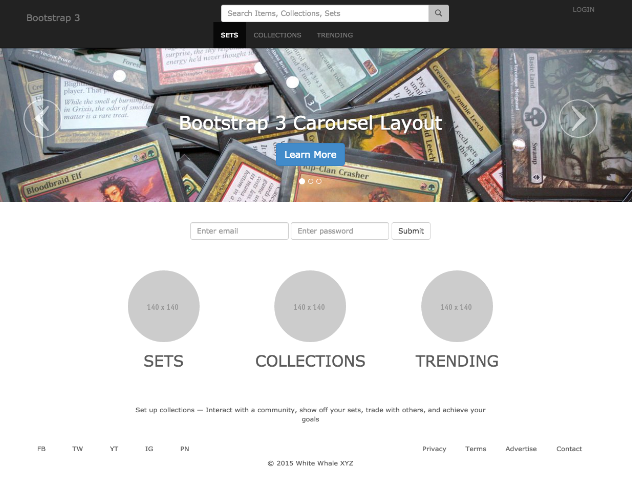 Bootstrap 3
Search Items, Collections, Sets
LOGIN
SETS COLLECTIONS TRENDING
Bootstrap 3 Carousel Layout
Learn More
Bloodbraid Elf
Clan Crasher
Creature — Zombie Leech
Swamp
Enter email Enter password Submit
140 x 140 140 x 140 140 x 140
SETS COLLECTIONS TRENDING
Set up collections — Interact with a community, show off your sets, trade with others, and achieve your
goals
FB TW YT IG PN Privacy Terms Advertise Contact
© 2015 White Whale XYZ